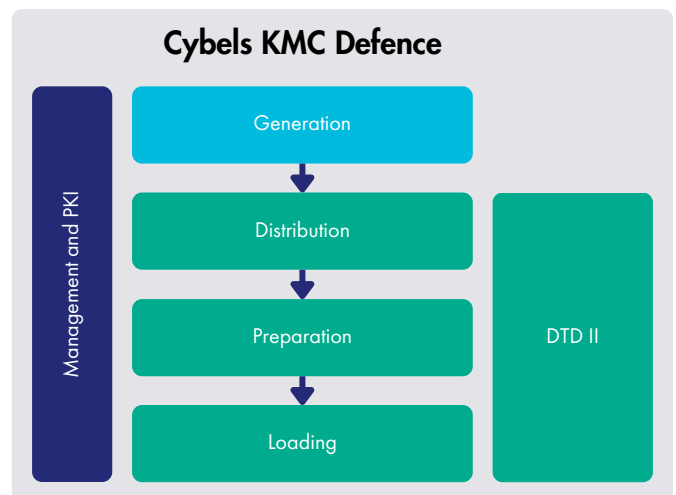 Cybels KMC Defence
Management and PKI
Generation
Distribution
Preparation
DTD II
Loading